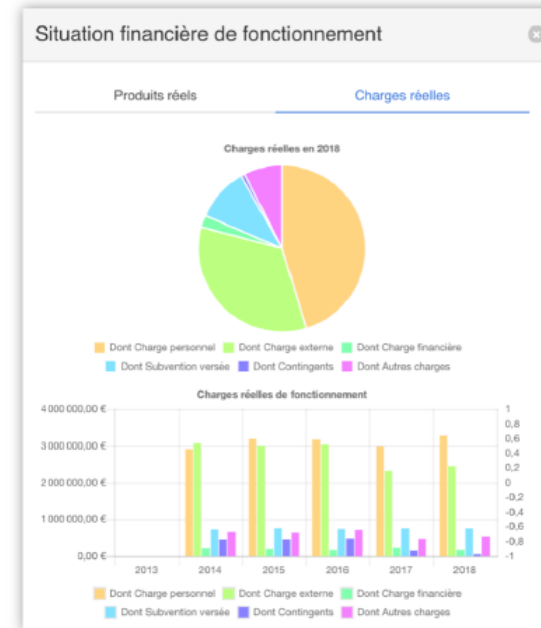 Situation financière de fonctionnement
Produits réels Charges réelles
Charges réelles en 2018
Dont Charge personnel Dont Charge externe Dont Charge financière
Dont Subvention versée Dont Contingents Dont Autres charges
Charges réelles de fonctionnement
4 000 000,00 € 1
0,8
3 000 000,00 € 0,6
0,4
0,2
2 000 000,00 € 0
-0,2
-0,4
1 000 000,00 € -0,6
-0,8
0,00 € -1
2013 2014 2015 2016 2017 2018
Dont Charge personnel Dont Charge externe Dont Charge financière
Dont Subvention versée Dont Contingents Dont Autres charges